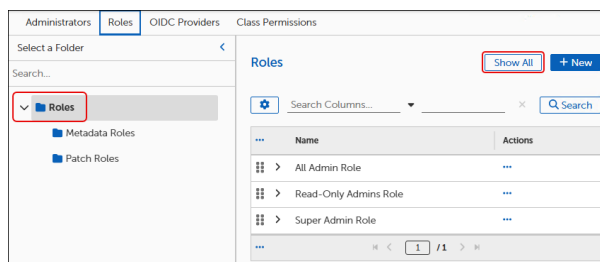 Administrators Roles OIDC Providers Class Permissions
Select a Folder
Search...
Roles
Metadata Roles
Patch Roles
Roles Show All + New
Search Columns... Search
Name Actions
All Admin Role
Read-Only Admins Role
Super Admin Role
1 / 1